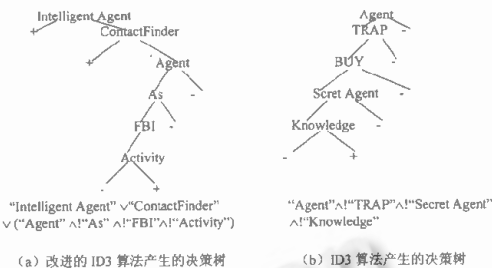 Intelligent Agent
+
ContactFinder
+
Agent
As
-
FBI
-
Activity
-
+
"Intelligent Agent" ∨"ContactFinder"
∨("Agent" ∧!"As" ∧!"FBI"∧!"Activity")
(a) 改进的 ID3 算法产生的决策树
Agent
TRAP
-
BUY
-
Scret Agent
-
Knowledge
-
-
+
"Agent"∧!"TRAP"∧!"Secret Agent"
∧!"Knowledge"
(b) ID3 算法产生的决策树